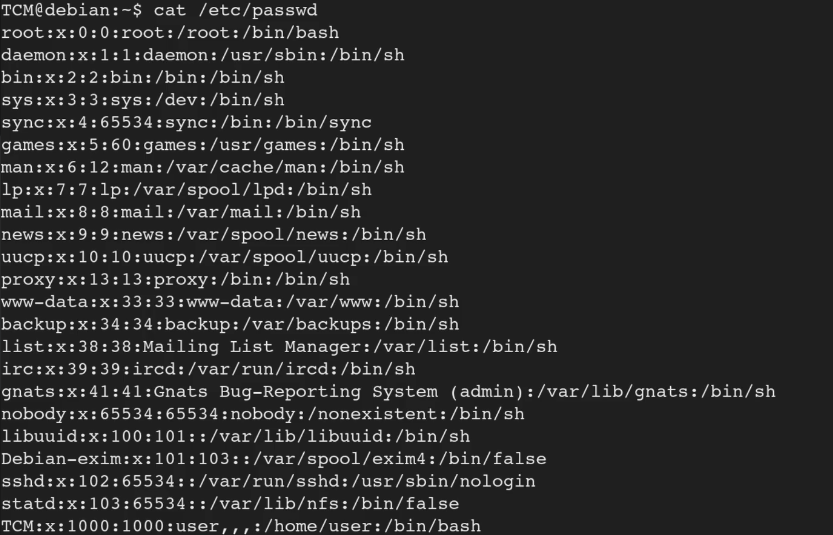 TCM@debian:~$ cat /etc/passwd
root:x:0:0:root:/root:/bin/bash
daemon:x:1:1:daemon:/usr/sbin:/bin/sh
bin:x:2:2:bin:/bin:/bin/sh
sys:x:3:3:sys:/dev:/bin/sh
sync:x:4:65534:sync:/bin:/bin/sync
games:x:5:60:games:/usr/games:/bin/sh
man:x:6:12:man:/var/cache/man:/bin/sh
lp:x:7:7:lp:/var/spool/lpd:/bin/sh
mail:x:8:8:mail:/var/mail:/bin/sh
news:x:9:9:news:/var/spool/news:/bin/sh
uucp:x:10:10:uucp:/var/spool/uucp:/bin/sh
proxy:x:13:13:proxy:/bin:/bin/sh
www-data:x:33:33:www-data:/var/www:/bin/sh
backup:x:34:34:backup:/var/backups:/bin/sh
list:x:38:38:Mailing List Manager:/var/list:/bin/sh
irc:x:39:39:ircd:/var/run/ircd:/bin/sh
gnats:x:41:41:Gnats Bug-Reporting System (admin):/var/lib/gnats:/bin/sh
nobody:x:65534:65534:nobody:/nonexistent:/bin/sh
libuuid:x:100:101::/var/lib/libuuid:/bin/sh
Debian-exim:x:101:103::/var/spool/exim4:/bin/false
sshd:x:102:65534::/var/run/sshd:/usr/sbin/nologin
statd:x:103:65534::/var/lib/nfs:/bin/false
TCM:x:1000:1000:user,,,:/home/user:/bin/bash